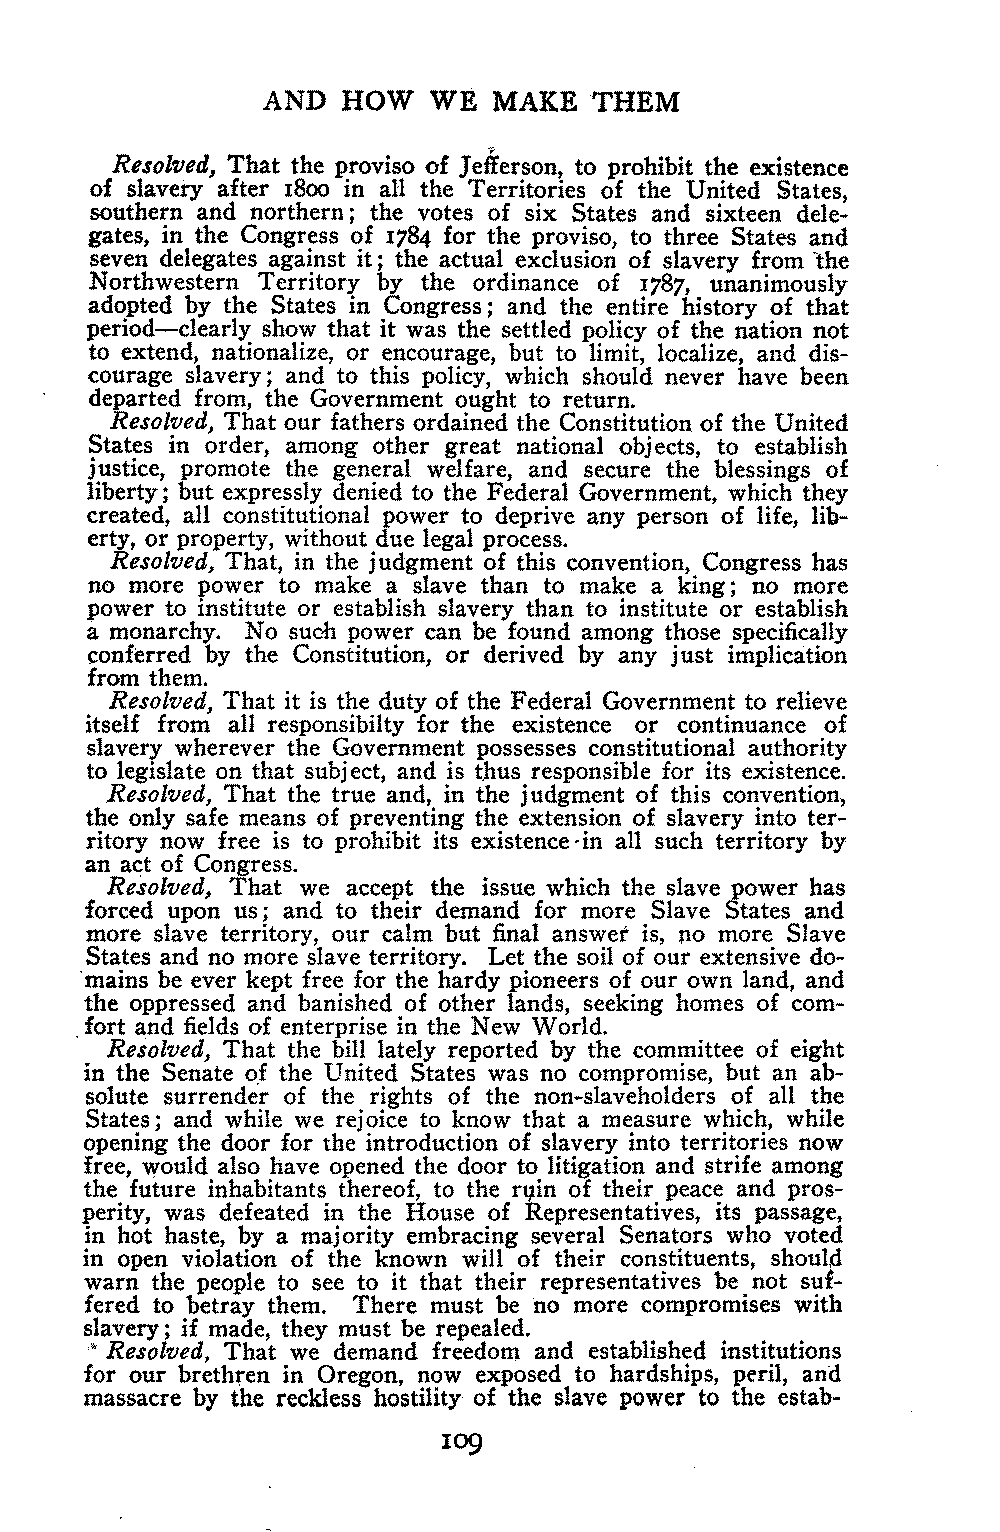 AND HOW WE MAKE THEM
Resolved, That the proviso of Jefferson, to prohibit the existence
of slavery after 1800 in all the Territories of the United States,
southern and northern; the votes of six States and sixteen dele-
gates, in the Congress of 1784 for the proviso, to three States and
seven delegates against it; the actual exclusion of slavery from the
Northwestern Territory by the ordinance of 1787, unanimously
adopted by the States in Congress; and the entire history of that
period—clearly show that it was the settled policy of the nation not
to extend, nationalize, or encourage, but to limit, localize, and dis-
courage slavery; and to this policy, which should never have been
departed from, the Government ought to return.
Resolved, That our fathers ordained the Constitution of the United
States in order, among other great national objects, to establish
justice, promote the general welfare, and secure the blessings of
liberty; but expressly denied to the Federal Government, which they
created, all constitutional power to deprive any person of life, lib-
erty, or property, without due legal process.
Resolved, That, in the judgment of this convention, Congress has
no more power to make a slave than to make a king; no more
power to institute or establish slavery than to institute or establish
a monarchy. No such power can be found among those specifically
conferred by the Constitution, or derived by any just implication
from them.
Resolved, That it is the duty of the Federal Government to relieve
itself from all responsibilty for the existence or continuance of
slavery wherever the Government possesses constitutional authority
to legislate on that subject, and is thus responsible for its existence.
Resolved, That the true and, in the judgment of this convention,
the only safe means of preventing the extension of slavery into ter-
ritory now free is to prohibit its existence in all such territory by
an act of Congress.
Resolved, That we accept the issue which the slave power has
forced upon us; and to their demand for more Slave States and
more slave territory, our calm but final answer is, no more Slave
States and no more slave territory. Let the soil of our extensive do-
mains be ever kept free for the hardy pioneers of our own land, and
the oppressed and banished of other lands, seeking homes of com-
fort and fields of enterprise in the New World.
Resolved, That the bill lately reported by the committee of eight
in the Senate of the United States was no compromise, but an ab-
solute surrender of the rights of the non-slaveholders of all the
States; and while we rejoice to know that a measure which, while
opening the door for the introduction of slavery into territories now
free, would also have opened the door to litigation and strife among
the future inhabitants thereof, to the ruin of their peace and pros-
perity, was defeated in the House of Representatives, its passage,
in hot haste, by a majority embracing several Senators who voted
in open violation of the known will of their constituents, should
warn the people to see to it that their representatives be not suf-
fered to betray them. There must be no more compromises with
slavery; if made, they must be repealed.
Resolved, That we demand freedom and established institutions
for our brethren in Oregon, now exposed to hardships, peril, and
massacre by the reckless hostility of the slave power to the estab-
109